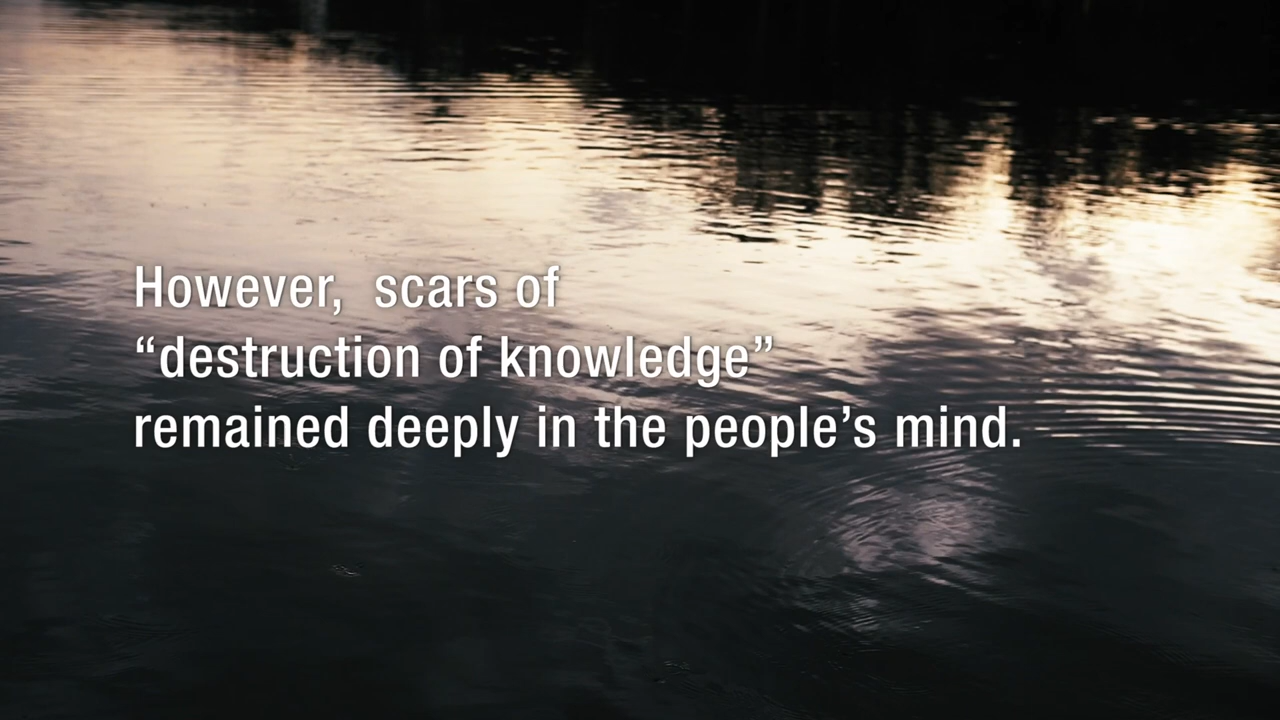 However,  scars of
“destruction of knowledge”
remained deeply in the people’s mind.